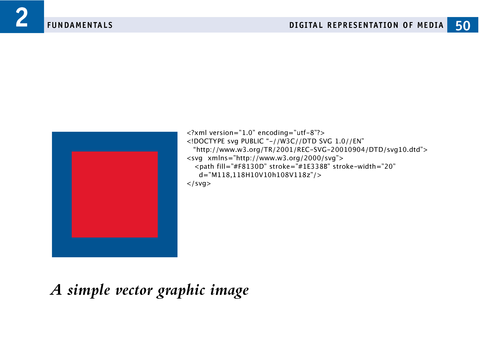 2
FUNDAMENTALS
DIGITAL REPRESENTATION OF MEDIA
50
<?xml version="1.0" encoding="utf-8"?>
<!DOCTYPE svg PUBLIC "-//W3C//DTD SVG 1.0//EN"
"http://www.w3.org/TR/2001/REC-SVG-20010904/DTD/svg10.dtd">
<svg xmlns="http://www.w3.org/2000/svg">
<path fill="#F8130D" stroke="#1E338B" stroke-width="20"
d="M118,118H10V10h108V118z"/>
</svg>
A simple vector graphic image